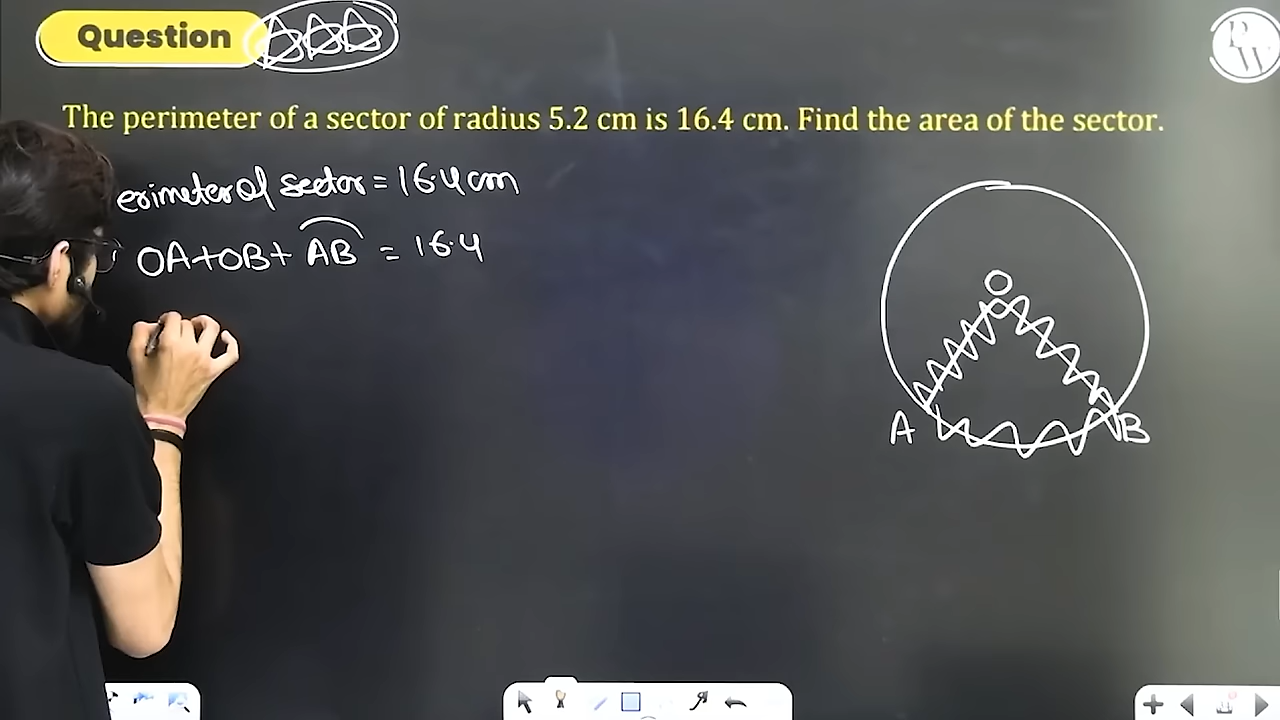 Question
The perimeter of a sector of radius 5.2 cm is 16.4 cm. Find the area of the sector.
erimeter of sector = 16.4 cm
OA+OB+ AB = 16.4
O
A
B
PW